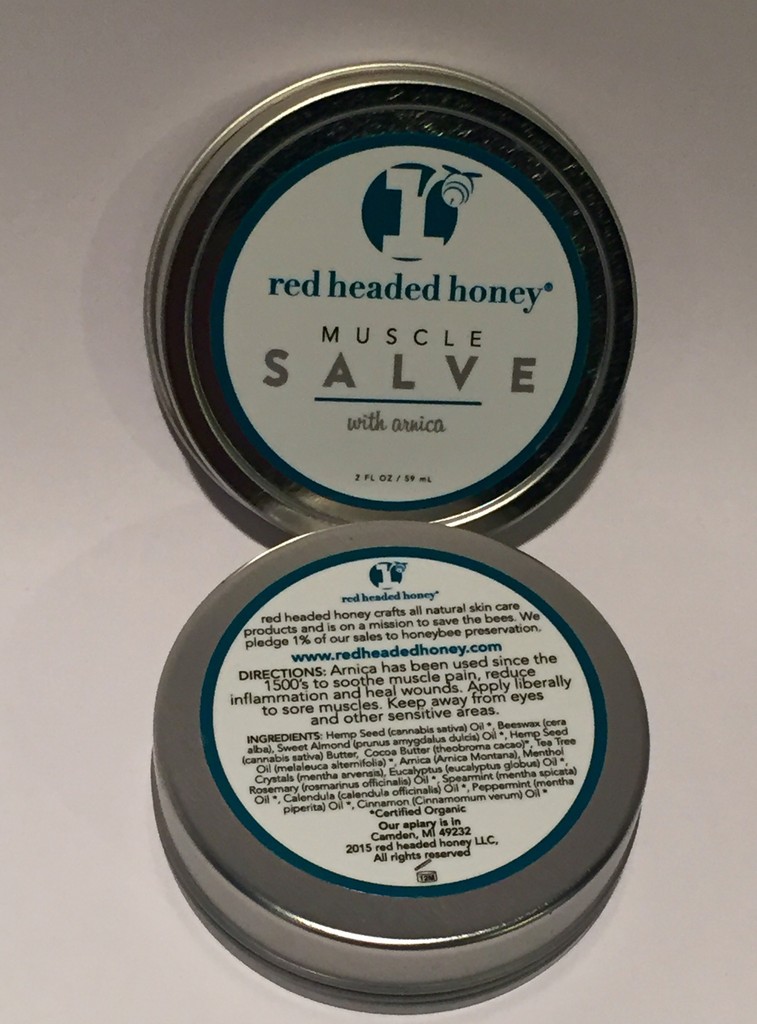 1
red headed honey®
MUSCLE
SALVE
with arnica
2 FL OZ / 59 mL
1
red headed honey®
red headed honey crafts all natural skin care
products and is on a mission to save the bees. We
pledge 1% of our sales to honeybee preservation.
www.redheadedhoney.com
DIRECTIONS: Arnica has been used since the
1500's to soothe muscle pain, reduce
inflammation and heal wounds. Apply liberally
to sore muscles. Keep away from eyes
and other sensitive areas.
INGREDIENTS: Hemp Seed (cannabis sativa) Oil *, Beeswax (cera
alba), Sweet Almond (prunus amygdalus dulcis) Oil *, Hemp Seed
(cannabis sativa) Butter, Cocoa Butter (theobroma cacao)*, Tea Tree
Oil (melaleuca alternifolia) *, Arnica (Arnica Montana), Menthol
Crystals (mentha arvensis), Eucalyptus (eucalyptus globus) Oil *,
Rosemary (rosmarinus officinalis) Oil *, Spearmint (mentha spicata)
Oil *, Calendula (calendula officinalis) Oil *, Peppermint (mentha
piperita) Oil *, Cinnamon (Cinnamomum verum) Oil *
*Certified Organic
Our apiary is in
Camden, MI 49232
2015 red headed honey LLC,
All rights reserved
12M